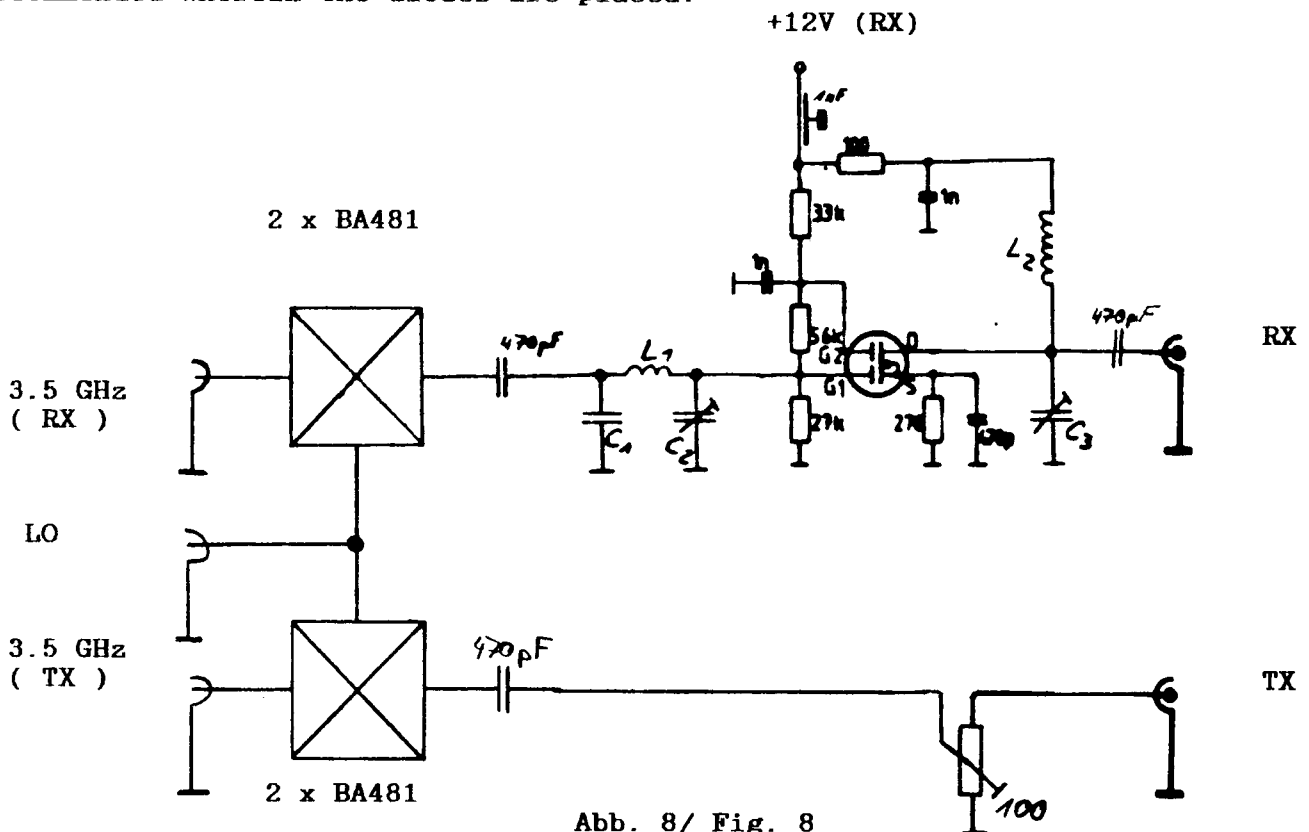 +12V (RX)
1nF
100
33k
1n
2 x BA481
1n
L2
470pF
L1
56k
G2
D
470pF
RX
3.5 GHz
( RX )
G1
S
C1
C2
27k
270
470p
C3
LO
3.5 GHz
( TX )
470pF
TX
2 x BA481
100
Abb. 8/ Fig. 8